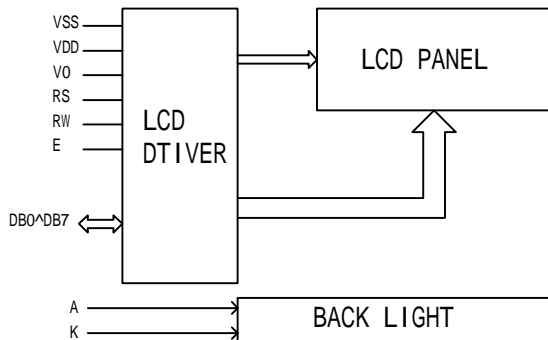 VSS
VDD
VO
RS
RW
E
DB0^DB7
LCD
DTIVER
LCD PANEL
A
K
BACK LIGHT